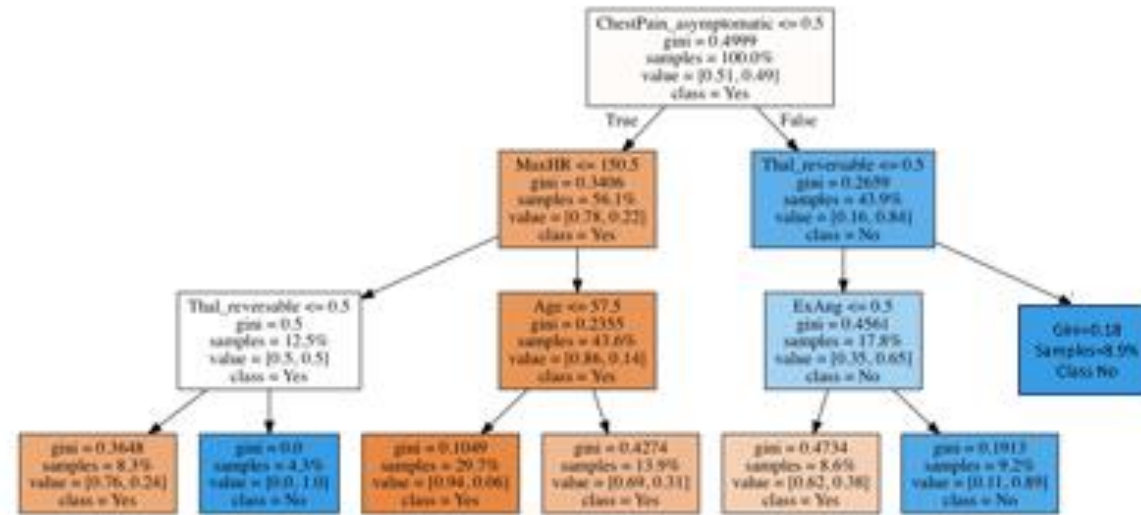 ChestPain_asymptomatic <= 0.5
gini = 0.4999
samples = 100.0%
value = [0.51, 0.49]
class = Yes
True
False
MaxHR <= 150.5
gini = 0.3406
samples = 56.1%
value = [0.78, 0.22]
class = Yes
Thal_reversable <= 0.5
gini = 0.2659
samples = 43.9%
value = [0.16, 0.84]
class = No
Thal_reversable <= 0.5
gini = 0.5
samples = 12.5%
value = [0.5, 0.5]
class = Yes
Age <= 57.5
gini = 0.2355
samples = 43.6%
value = [0.86, 0.14]
class = Yes
ExAng <= 0.5
gini = 0.4561
samples = 17.8%
value = [0.35, 0.65]
class = No
Gini=0.18
Samples=8.9%
Class No
gini = 0.3648
samples = 8.3%
value = [0.76, 0.24]
class = Yes
gini = 0.0
samples = 4.3%
value = [0.0, 1.0]
class = No
gini = 0.1049
samples = 29.7%
value = [0.94, 0.06]
class = Yes
gini = 0.4274
samples = 13.9%
value = [0.69, 0.31]
class = Yes
gini = 0.4734
samples = 8.6%
value = [0.62, 0.38]
class = Yes
gini = 0.1913
samples = 9.2%
value = [0.11, 0.89]
class = No